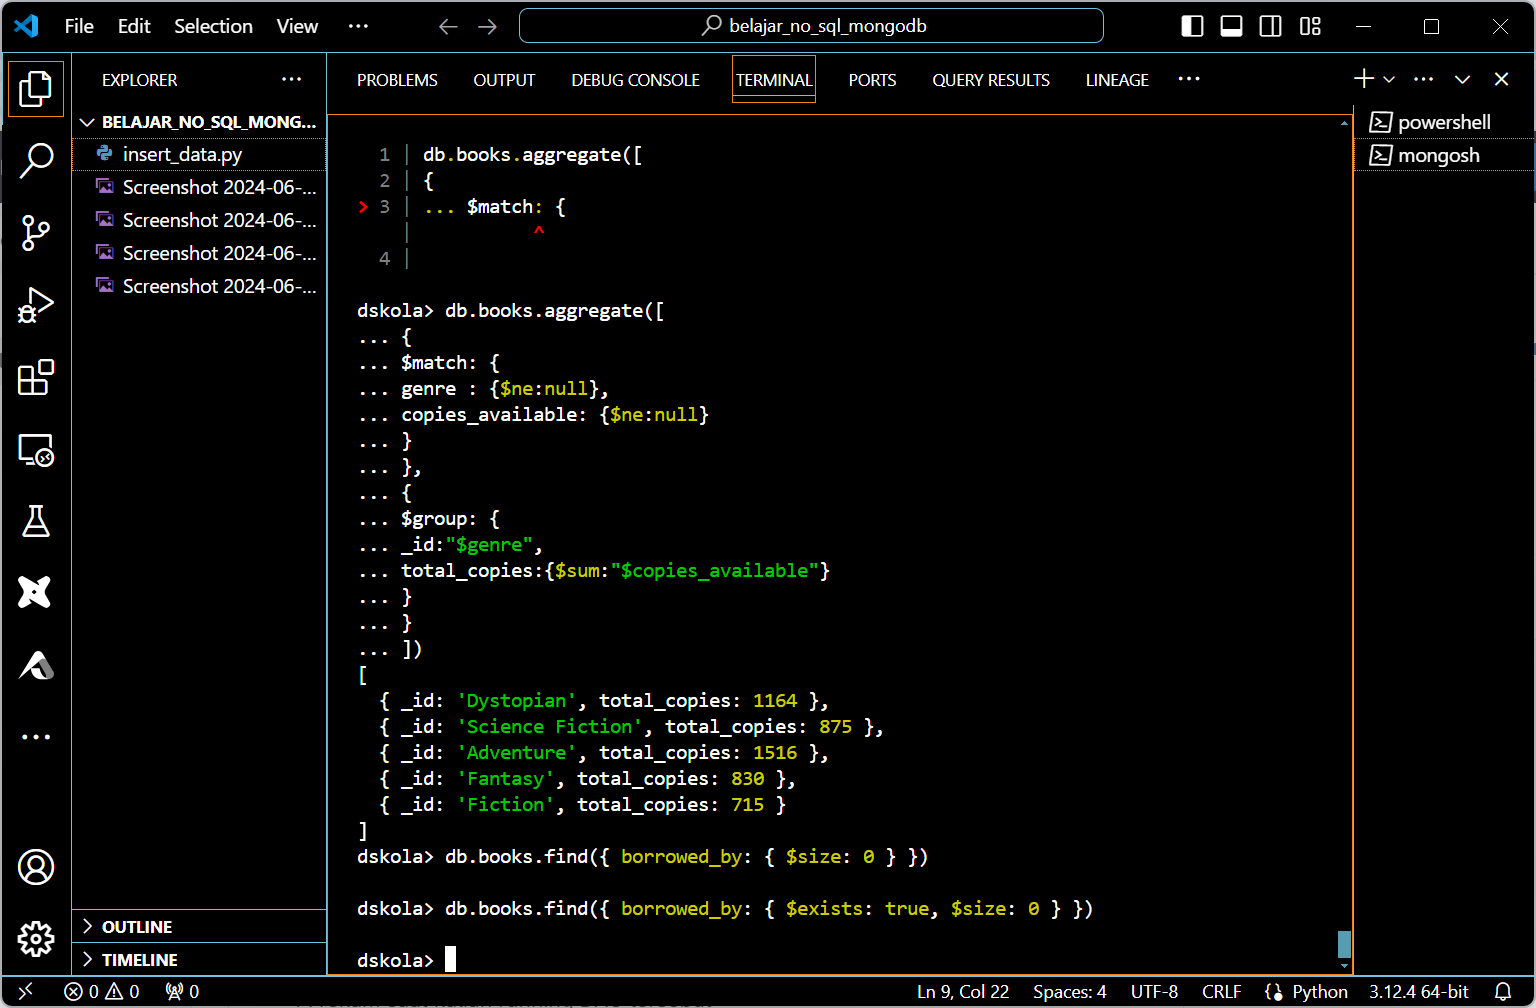 File Edit Selection View ··· ← → belajar_no_sql_mongodb
EXPLORER ···
BELAJAR_NO_SQL_MONG...
insert_data.py
Screenshot 2024-06-...
Screenshot 2024-06-...
Screenshot 2024-06-...
Screenshot 2024-06-...
OUTLINE
TIMELINE
PROBLEMS OUTPUT DEBUG CONSOLE TERMINAL PORTS QUERY RESULTS LINEAGE ···
1 | db.books.aggregate([
2 | {
> 3 | ... $match: {
| ^
4 |
dskola> db.books.aggregate([
... {
... $match: {
... genre : {$ne:null},
... copies_available: {$ne:null}
... }
... },
... {
... $group: {
... _id:"$genre",
... total_copies:{$sum:"$copies_available"}
... }
... }
... ])
[
{ _id: 'Dystopian', total_copies: 1164 },
{ _id: 'Science Fiction', total_copies: 875 },
{ _id: 'Adventure', total_copies: 1516 },
{ _id: 'Fantasy', total_copies: 830 },
{ _id: 'Fiction', total_copies: 715 }
]
dskola> db.books.find({ borrowed_by: { $size: 0 } })
dskola> db.books.find({ borrowed_by: { $exists: true, $size: 0 } })
dskola>
powershell
mongosh
0 0 0 Ln 9, Col 22 Spaces: 4 UTF-8 CRLF Python 3.12.4 64-bit